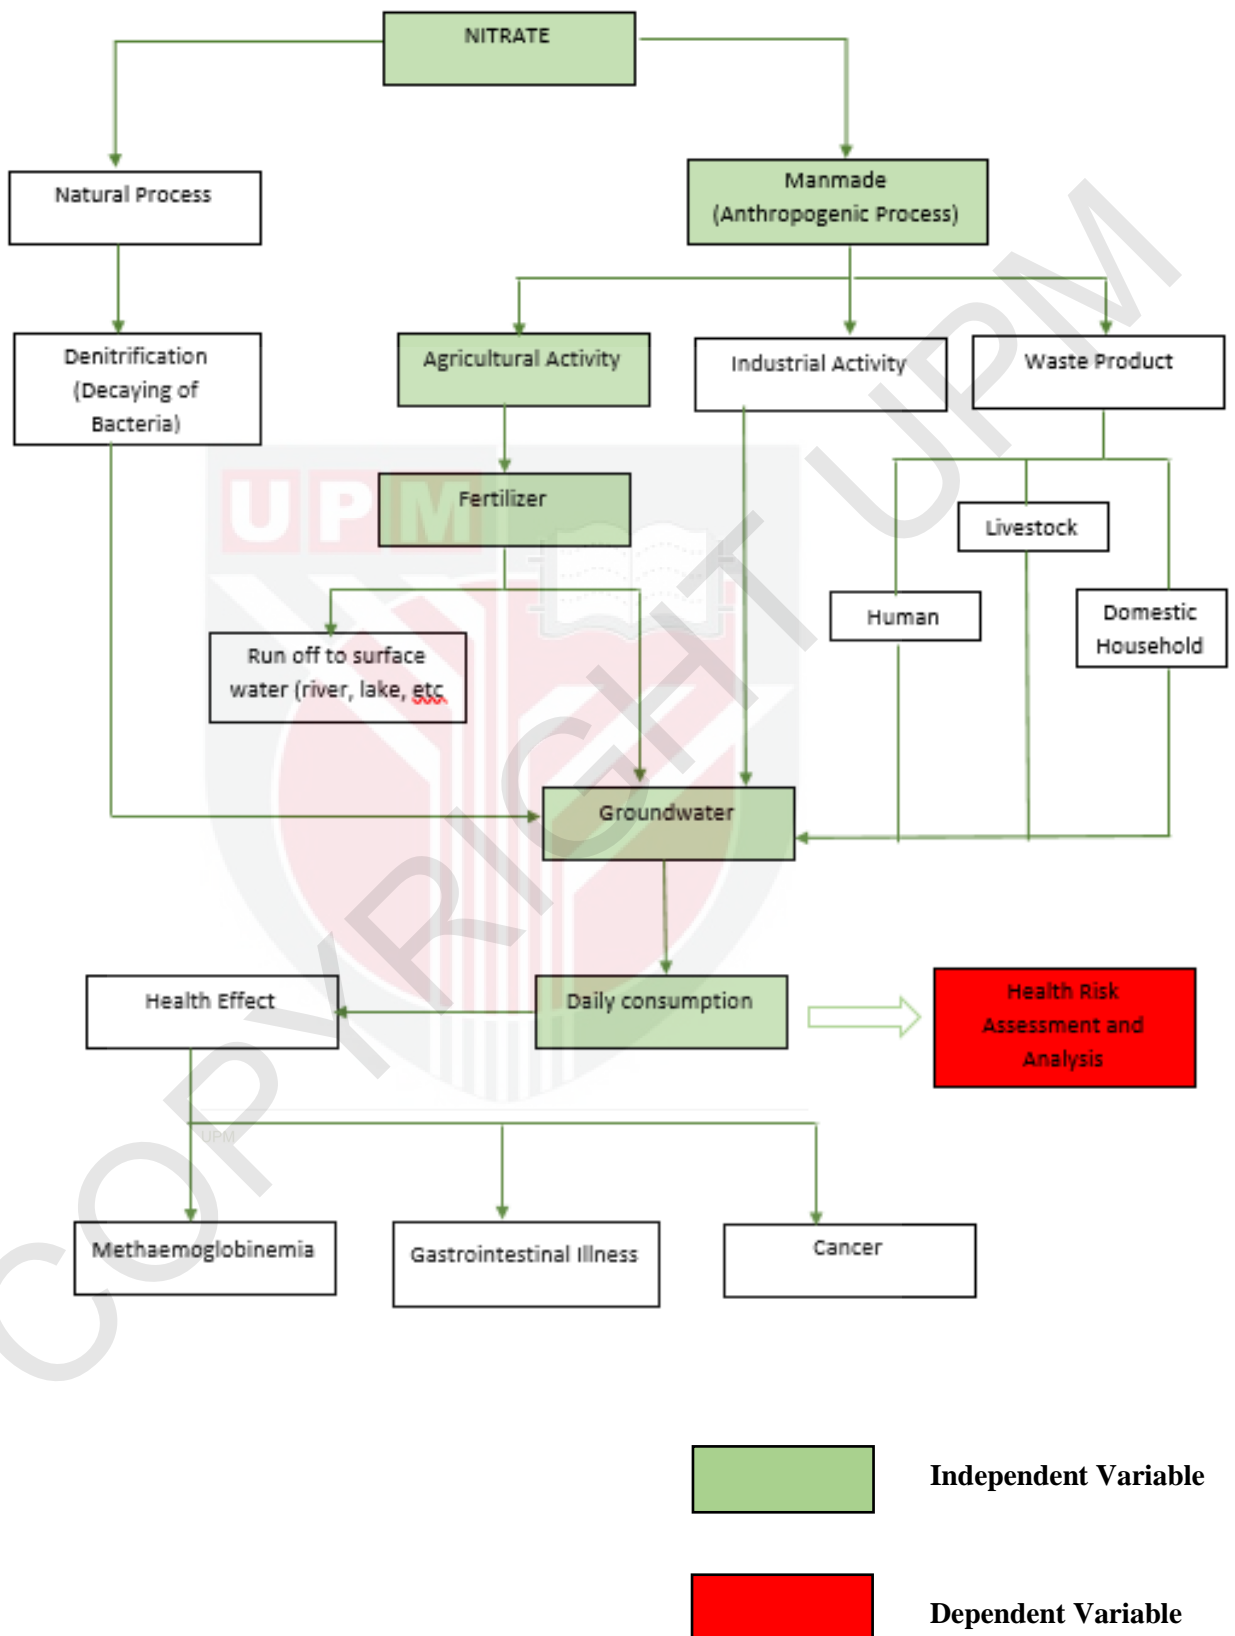 NITRATE
Natural Process
Manmade
(Anthropogenic Process)
Denitrification
(Decaying of
Bacteria)
Agricultural Activity
Industrial Activity
Waste Product
Fertilizer
Livestock
Human
Domestic
Household
Run off to surface
water (river, lake, etc
Groundwater
Health Effect
Daily consumption
Health Risk
Assessment and
Analysis
Methaemoglobinemia
Gastrointestinal Illness
Cancer
Independent Variable
Dependent Variable
UPM
UPM
COPYRIGHT UPM